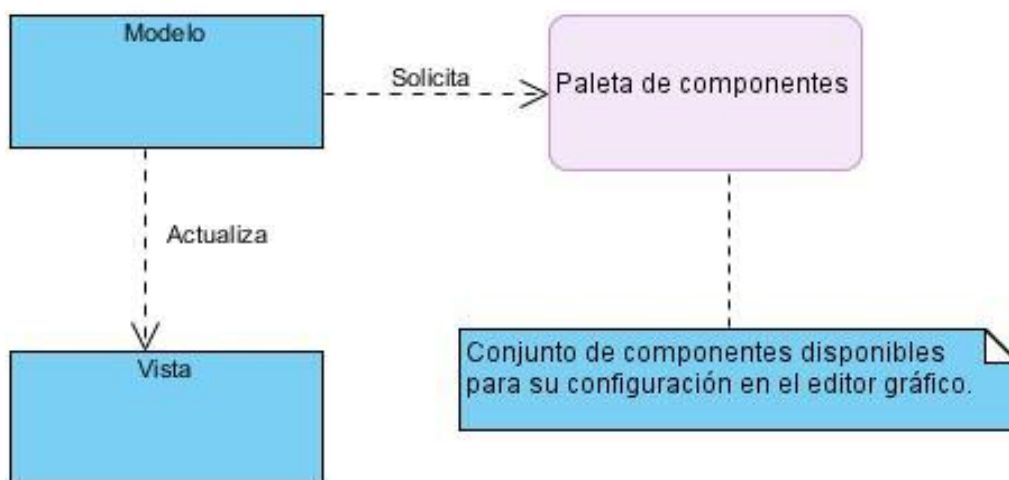 Modelo
Solicita
Paleta de componentes
Actualiza
Vista
Conjunto de componentes disponibles
para su configuración en el editor gráfico.